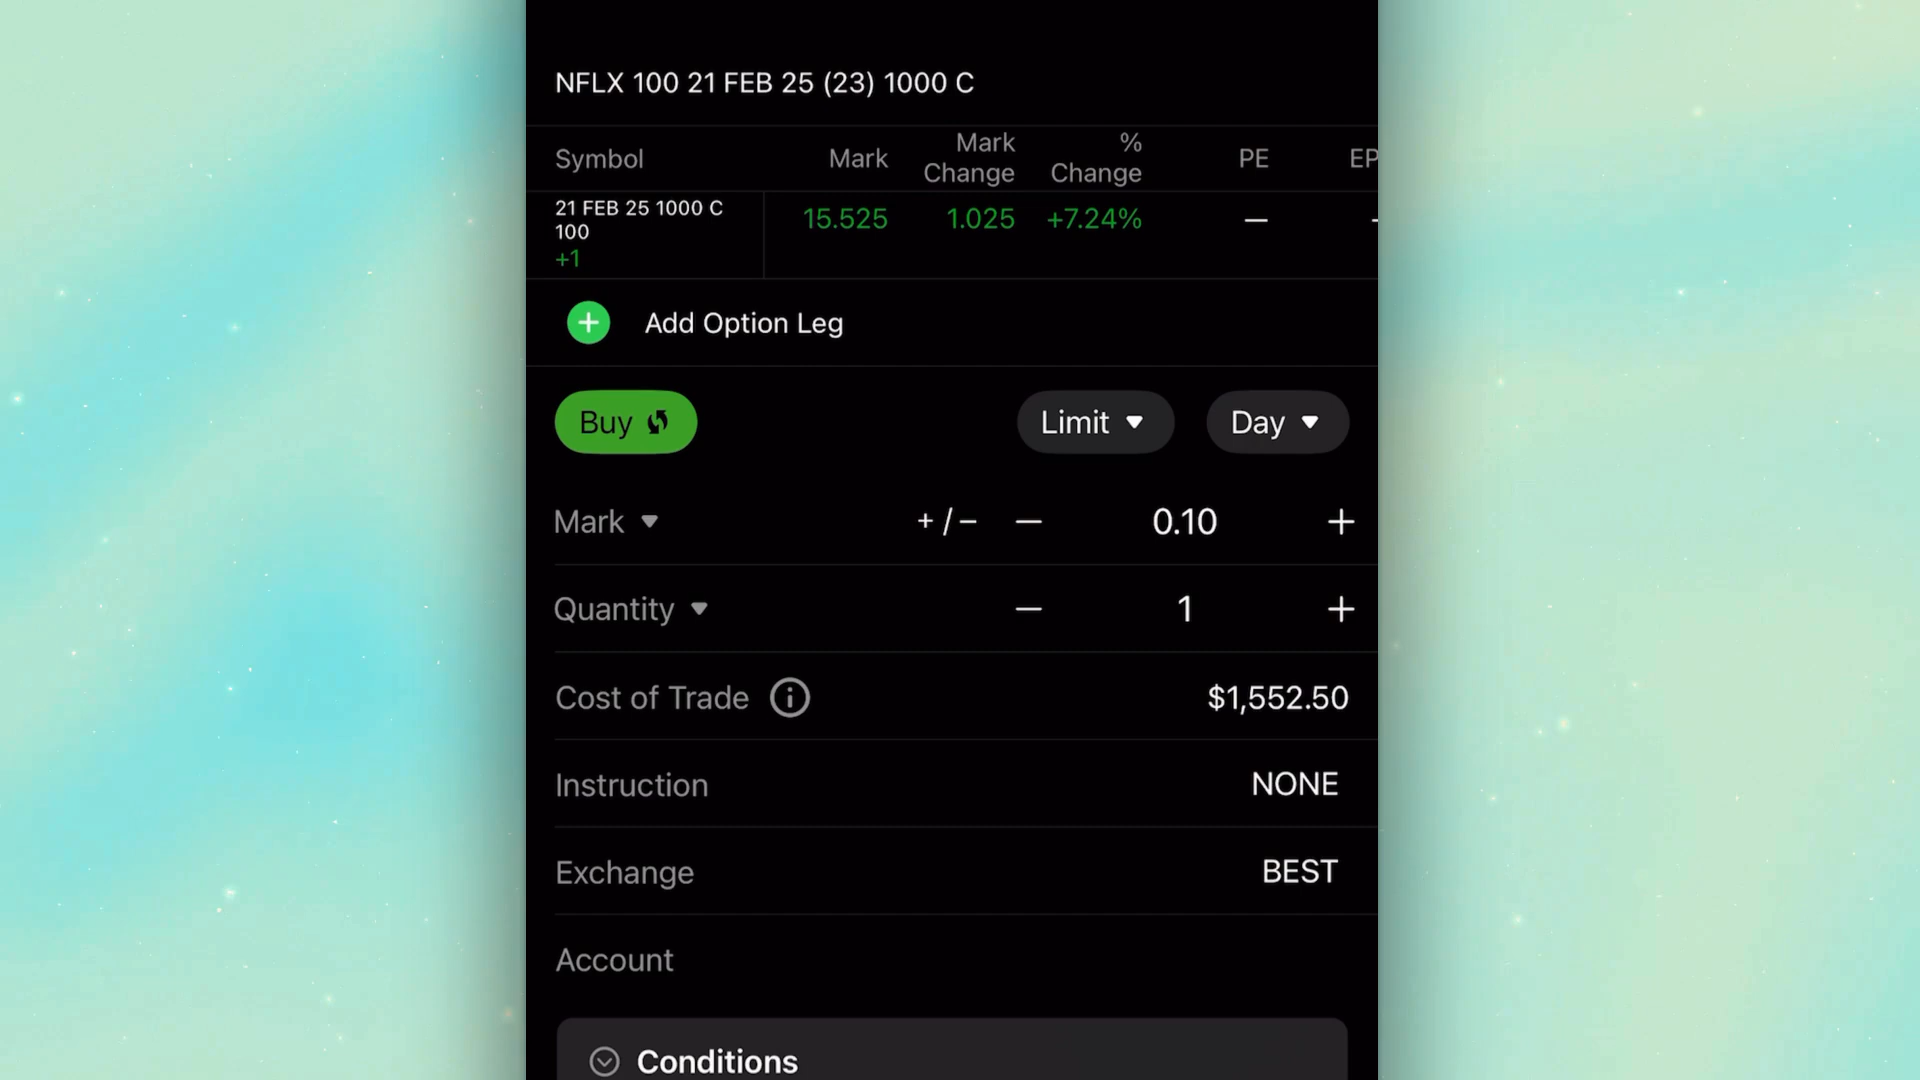 NFLX 100 21 FEB 25 (23) 1000 C
Symbol Mark Mark Change % Change PE EP
21 FEB 25 1000 C 100 15.525 1.025 +7.24% —
+1
Add Option Leg
Buy Limit Day
Mark +/− − 0.10 +
Quantity − 1 +
Cost of Trade $1,552.50
Instruction NONE
Exchange BEST
Account
Conditions